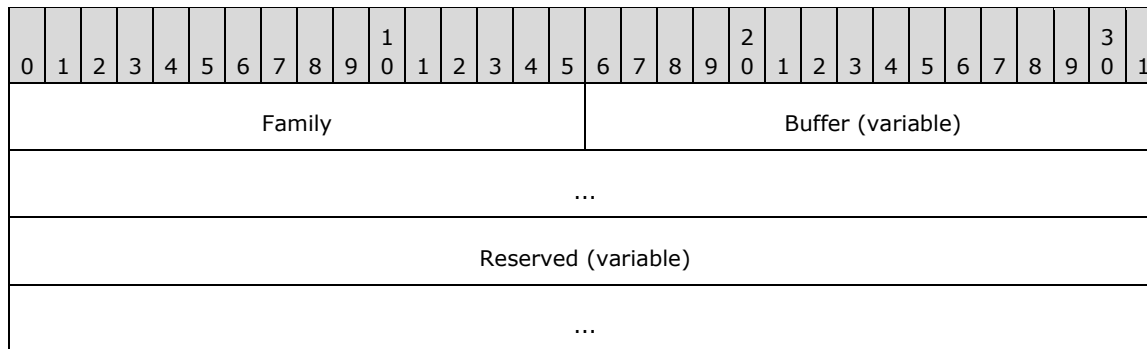 1 2 3
0 1 2 3 4 5 6 7 8 9 0 1 2 3 4 5 6 7 8 9 0 1 2 3 4 5 6 7 8 9 0 1
Family Buffer (variable)
...
Reserved (variable)
...